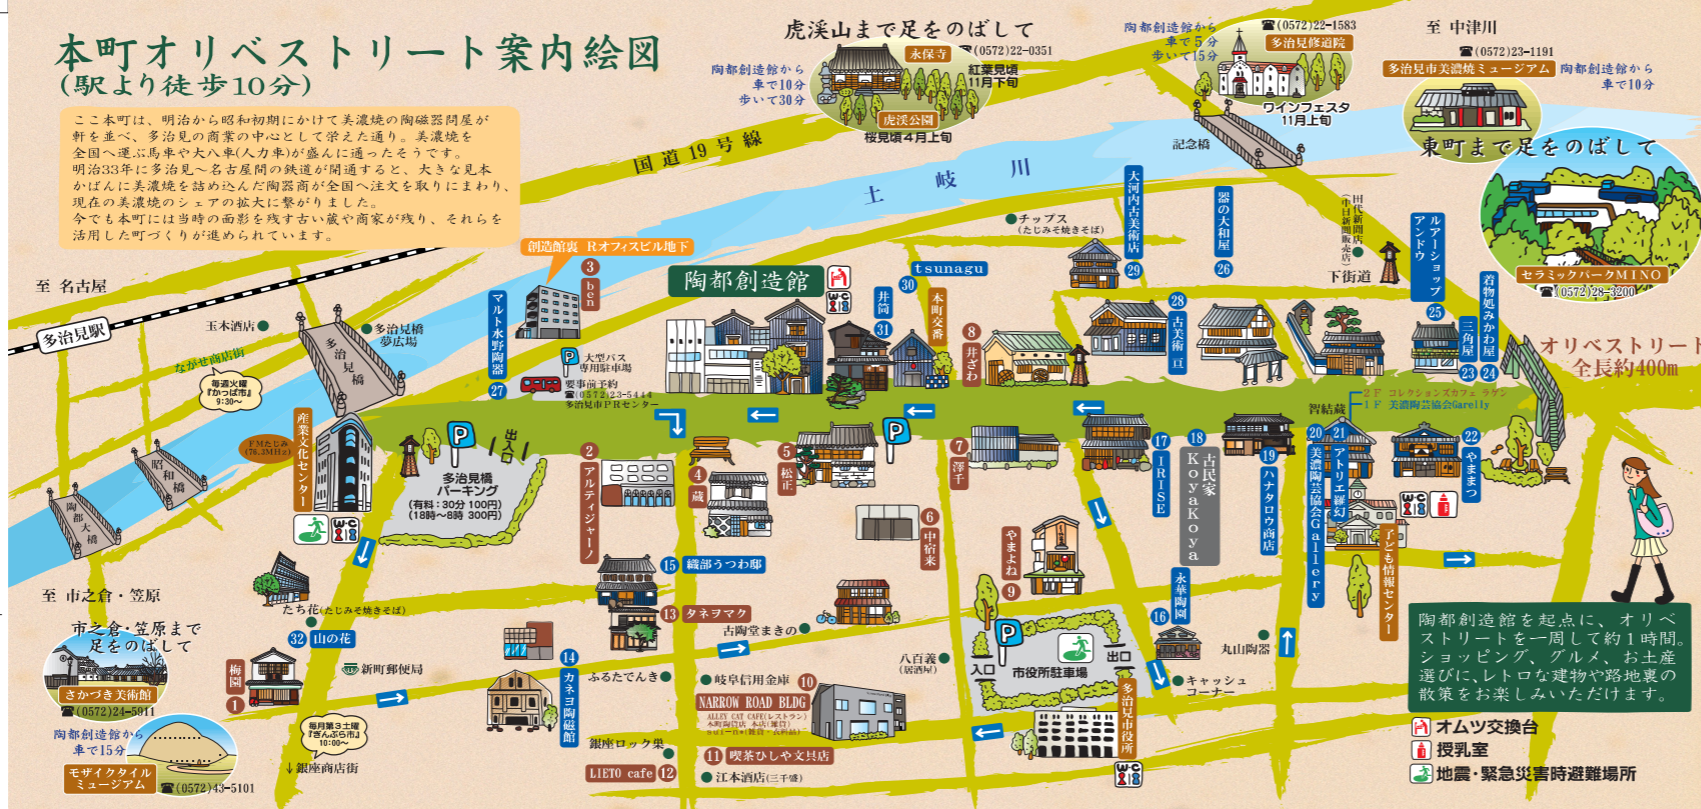 本町オリベストリート案内絵図
(駅より徒歩10分)
ここ本町は、明治から昭和初期にかけて美濃焼の陶磁器問屋が
軒を並べ、多治見の商業の中心として栄えた通り。美濃焼を
全国へ運ぶ馬車や大八車(人力車)が盛んに通ったそうです。
明治33年に多治見～名古屋間の鉄道が開通すると、大きな見本
かばんに美濃焼を詰め込んだ陶器商が全国へ注文を取りにまわり、
現在の美濃焼のシェアの拡大に繋がりました。
今でも本町には当時の面影を残す古い蔵や商家が残り、それらを
活用した町づくりが進められています。
虎渓山まで足をのばして
永保寺
☎(0572)22-0351
陶都創造館から
車で10分
歩いて30分
紅葉見頃
11月下旬
虎渓公園
桜見頃4月上旬
陶都創造館から
車で5分
歩いて15分
☎(0572)22-1583
多治見修道院
ワインフェスタ
11月上旬
至 中津川
☎(0572)23-1191
多治見市美濃焼ミュージアム
陶都創造館から
車で10分
東町まで足をのばして
セラミックパークMINO
☎(0572)28-3200
国道19号線
土岐川
記念橋
至 名古屋
多治見駅
玉木酒店
ながせ商店街
毎週火曜
『かっぱ市』
9:30～
多治見橋
多治見橋
夢広場
昭和橋
陶都大橋
FMたじみ
(76.3MHz)
産業文化センター
W・C
創造館裏 Rオフィスビル地下
3 ben
マルト水野陶器 27
P 大型バス
専用駐車場
要事前予約
☎(0572)23-5444
多治見市PRセンター
陶都創造館
W・C
tsunagu
30
井筒
31
本町交番
8 井ざわ
チップス
(たじみそ焼きそば)
大河内古美術店
29
器の大和屋
26
28 古美術 亘
田代新聞店
(中日新聞販売店)
下街道
ルアーショップ
アンドウ
25
三角屋
23
着物処みかわ屋
24
オリベストリート
全長約400m
P
出入口
多治見橋
パーキング
(有料:30分 100円)
(18時～8時 300円)
2 アルティジャーノ
4 蔵
5 松正
P
7 澤千
6 中宿来
17 IRISE
18 古民家
KoyaKoya
19 ハナタロウ商店
智結蔵
2F コレクションズカフェ ラゲン
1F 美濃陶芸協会Garelly
20 美濃陶芸協会Gallery
21 アトリエ羅幻
22 やままつ
W・C
子ども情報センター
やまよね 9
永華陶園
16
丸山陶器
キャッシュ
コーナー
P
入口
市役所駐車場
出口
多治見市役所
W・C
15 織部うつわ邸
13 タネヲマク
古陶堂まきの
八百義
(居酒屋)
14 カネヨ陶磁館
ふるたでんき
岐阜信用金庫
10 NARROW ROAD BLDG
ALLEY CAT CAFE(レストラン)
本町陶貨店 本店(雑貨)
銀座ロック巣
11 喫茶ひしや文具店
LIETO cafe 12
江本酒店(三千盛)
至 市之倉・笠原
市之倉・笠原まで
足をのばして
さかづき美術館
☎(0572)24-5911
陶都創造館から
車で15分
モザイクタイル
ミュージアム
☎(0572)43-5101
たち花(たじみそ焼きそば)
32 山の花
梅園 1
新町郵便局
毎月第3土曜
『ぎんぶら市』
10:00～
↓銀座商店街
陶都創造館を起点に、オリベ
ストリートを一周して約1時間。
ショッピング、グルメ、お土産
選びに、レトロな建物や路地裏の
散策をお楽しみいただけます。
オムツ交換台
授乳室
地震・緊急災害時避難場所